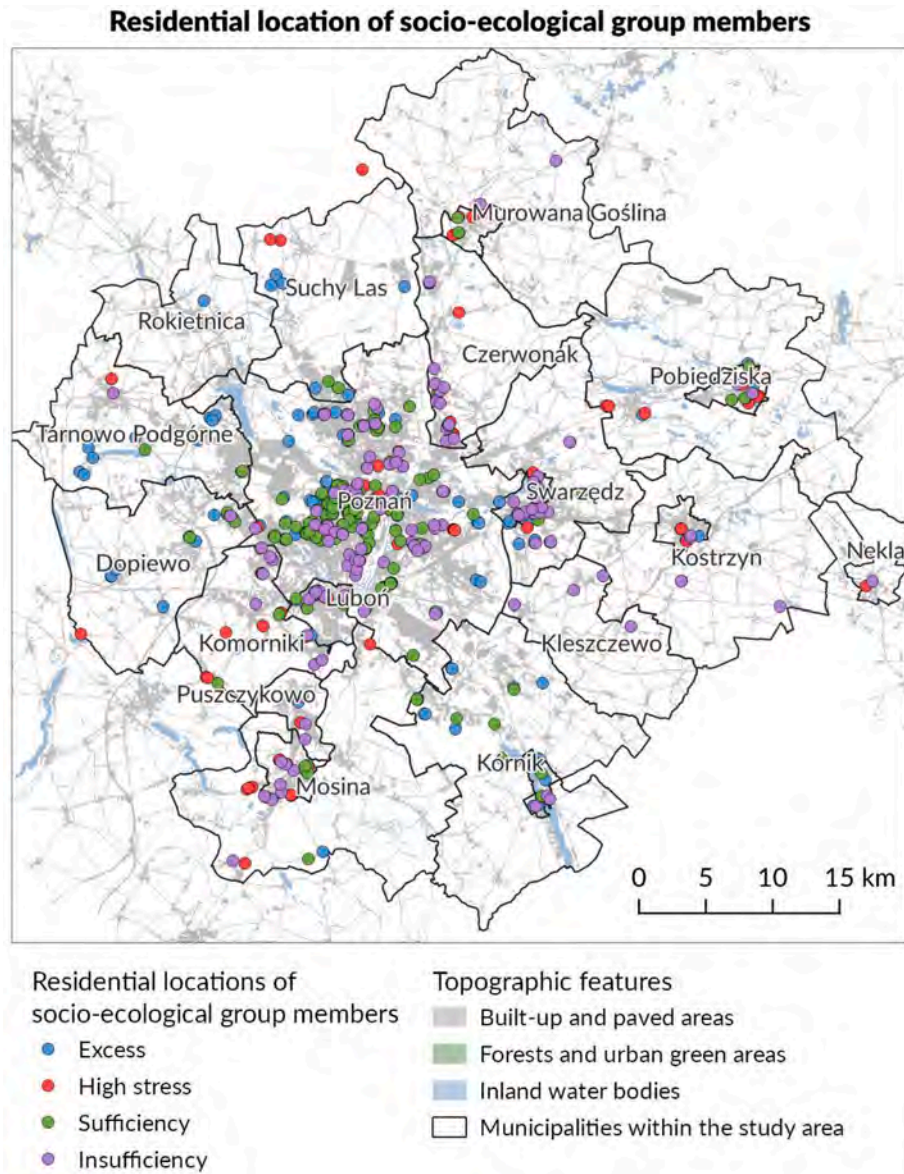 Residential location of socio-ecological group members
Murowana Goślina
Suchy Las
Rokietnica
Czerwonak
Pobiedziska
Tarnowo Podgórne
Swarzędz
Poznań
Kostrzyn
Nekla
Dopiewo
Luboń
Komorniki
Kleszczewo
Puszczykowo
Kórnik
Mosina
0 5 10 15 km
Residential locations of
socio-ecological group members
Excess
High stress
Sufficiency
Insufficiency
Topographic features
Built-up and paved areas
Forests and urban green areas
Inland water bodies
Municipalities within the study area